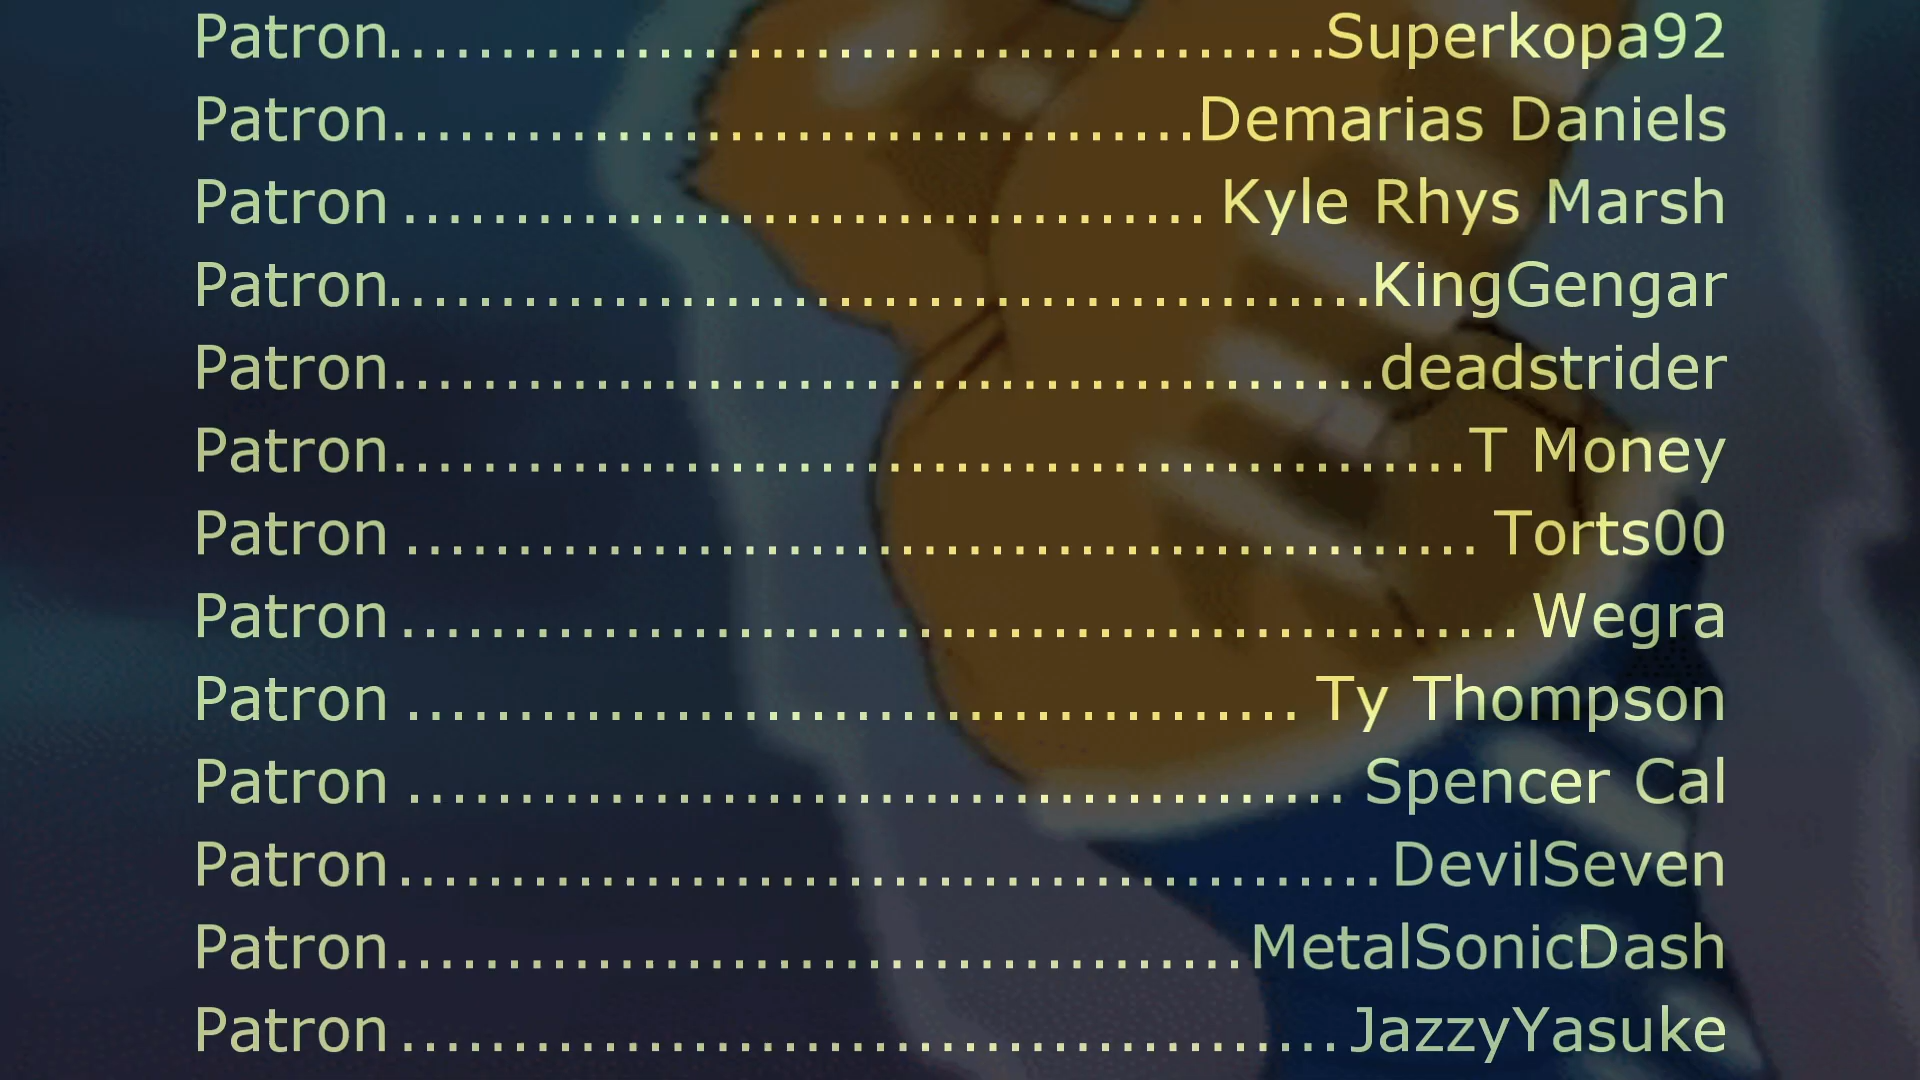 Patron..........................................Superkopa92
Patron....................................Demarias Daniels
Patron .................................... Kyle Rhys Marsh
Patron............................................KingGengar
Patron............................................deadstrider
Patron................................................T Money
Patron ................................................ Torts00
Patron .................................................. Wegra
Patron ........................................ Ty Thompson
Patron .......................................... Spencer Cal
Patron ............................................ DevilSeven
Patron......................................MetalSonicDash
Patron .......................................... JazzyYasuke